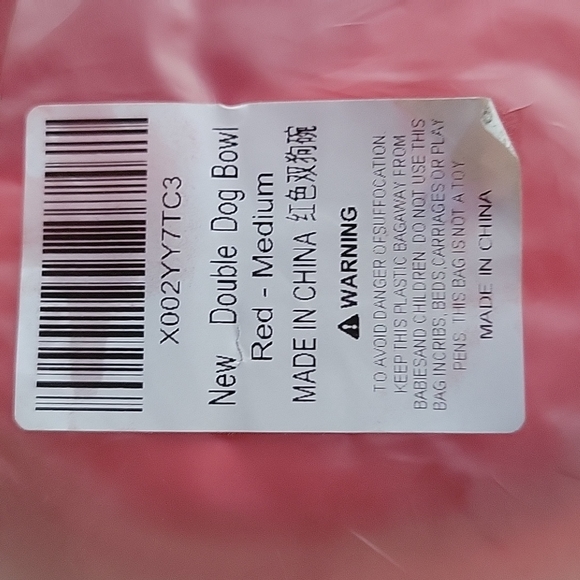 X002YY7TC3
New Double Dog Bowl
Red - Medium
MADE IN CHINA 红色双狗碗
WARNING
TO AVOID DANGER OFSUFFOCATION.
KEEP THIS PLASTIC BAGAWAY FROM
BABIESAND CHILDREN. DO NOT USE THIS
BAG INCRIBS, BEDS,CARRIAGES OR PLAY
PENS. THIS BAG ISNOT A TOY
MADE IN CHINA